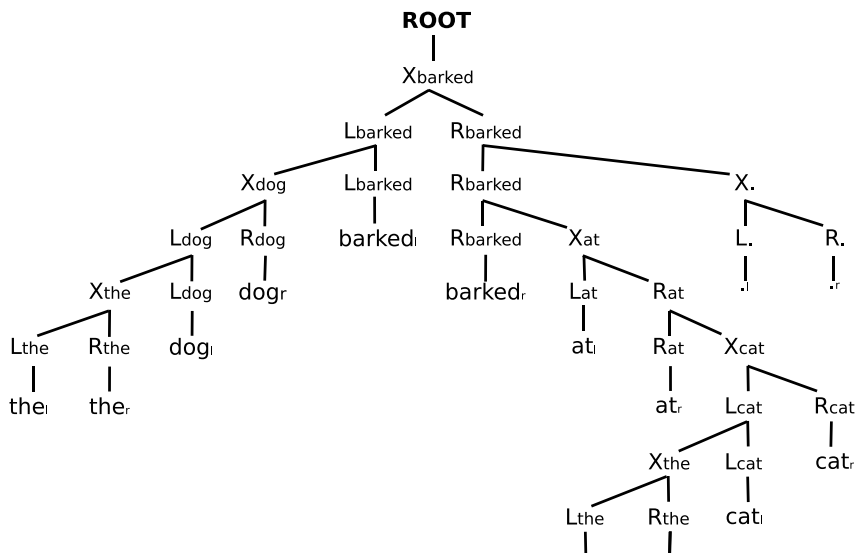 ROOT
Xbarked
Lbarked Rbarked
Xdog Lbarked Rbarked X.
Ldog Rdog barkedl Rbarked Xat L. R.
Xthe Ldog dogr barkedr Lat Rat .l .r
Lthe Rthe dogl atl Rat Xcat
thel ther atr Lcat Rcat
Xthe Lcat catr
Lthe Rthe catl